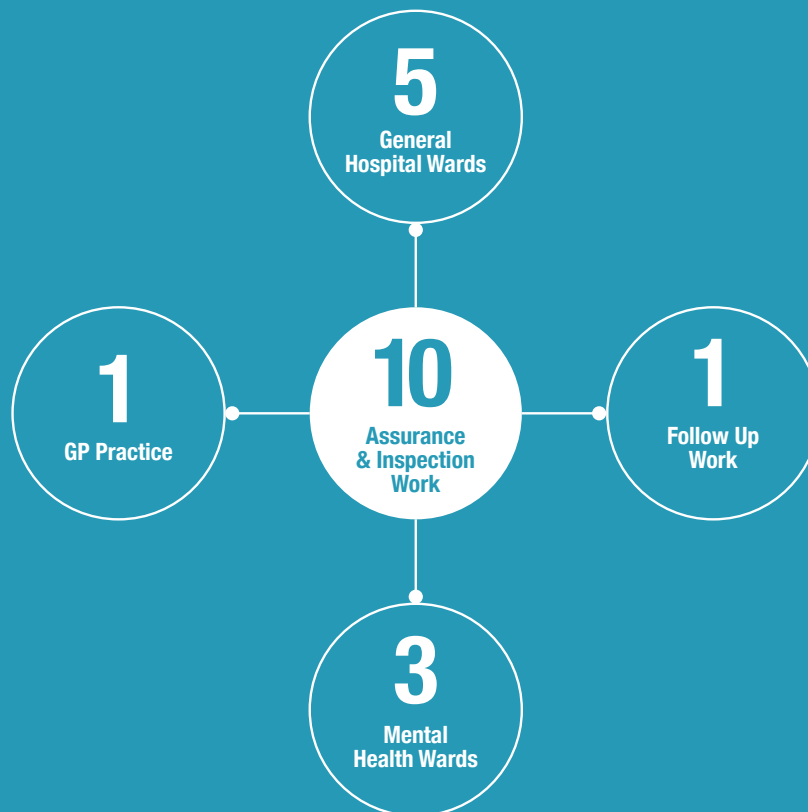 5
General
Hospital Wards
1
GP Practice
10
Assurance
& Inspection
Work
1
Follow Up
Work
3
Mental
Health Wards